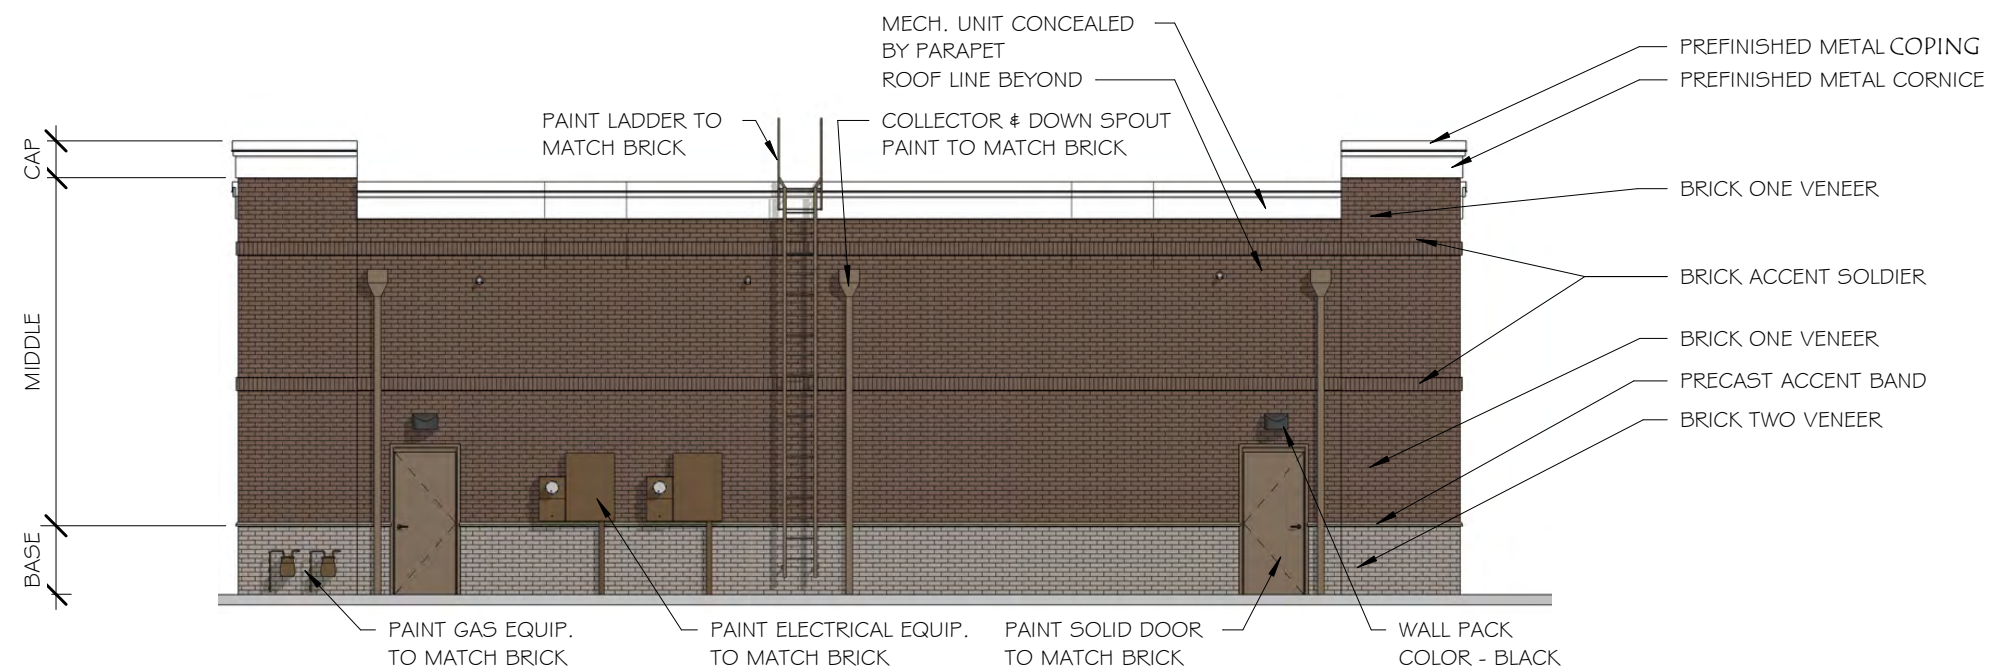 MECH. UNIT CONCEALED
BY PARAPET
ROOF LINE BEYOND
PAINT LADDER TO
MATCH BRICK
COLLECTOR & DOWN SPOUT
PAINT TO MATCH BRICK
PREFINISHED METAL COPING
PREFINISHED METAL CORNICE
BRICK ONE VENEER
BRICK ACCENT SOLDIER
BRICK ONE VENEER
PRECAST ACCENT BAND
BRICK TWO VENEER
CAP
MIDDLE
BASE
PAINT GAS EQUIP.
TO MATCH BRICK
PAINT ELECTRICAL EQUIP.
TO MATCH BRICK
PAINT SOLID DOOR
TO MATCH BRICK
WALL PACK
COLOR - BLACK